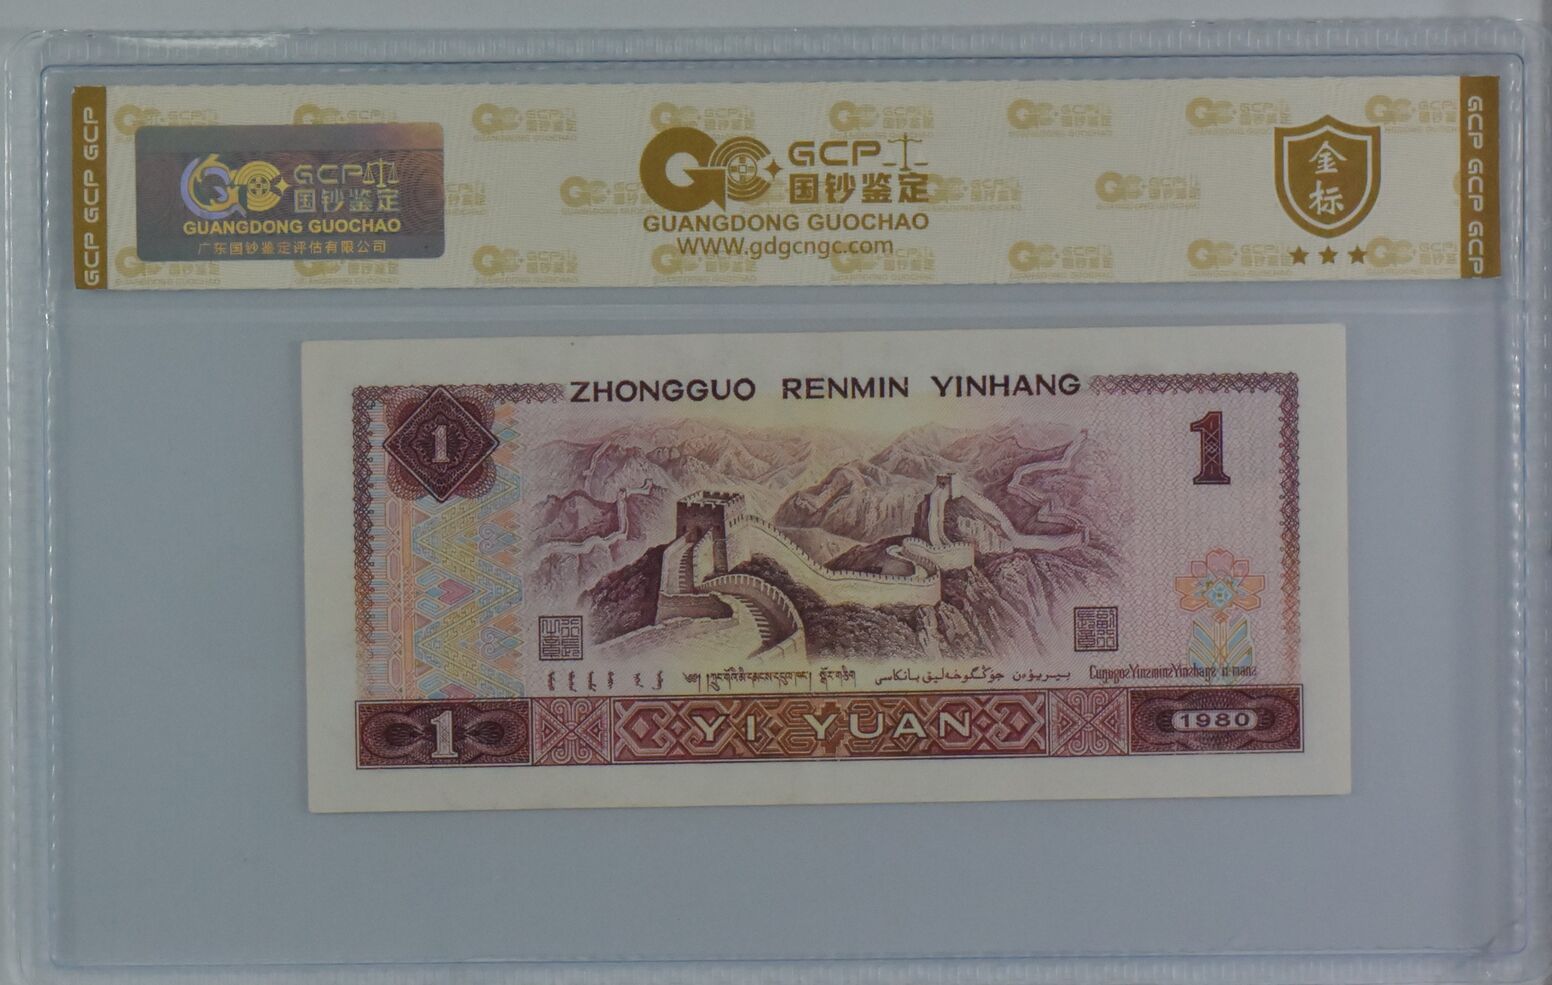 GCP GCP GCP
GCP
国钞鉴定
GUANGDONG GUOCHAO
广东国钞鉴定评估有限公司
GCP
国钞鉴定
GUANGDONG GUOCHAO
WWW.gdgcngc.com
金标
GCP GCP GCP
ZHONGGUO RENMIN YINHANG
1
1
1
YI YUAN
1980